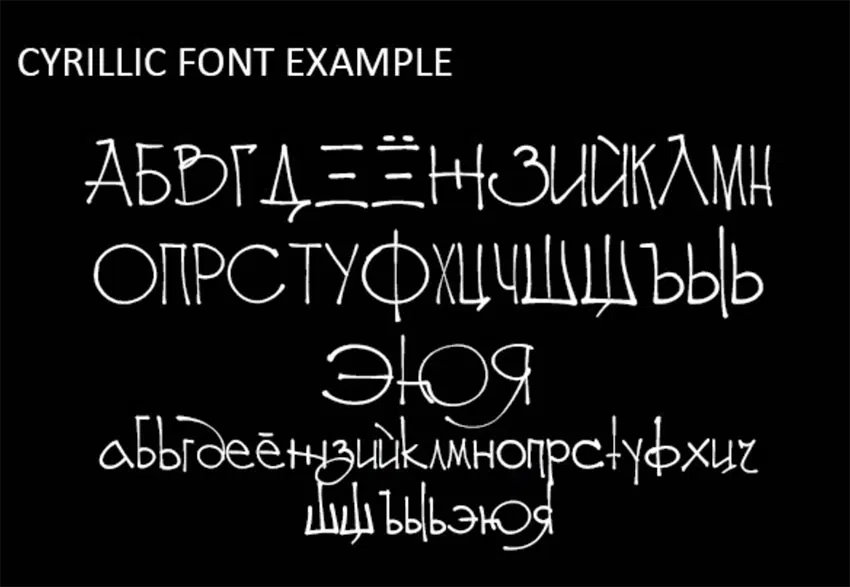 CYRILLIC FONT EXAMPLE
АБВГДЕЁЖЗИЙКЛМН
ОПРСТУФХЦЧШЩЪЫЬ
ЭЮЯ
абвгдеёжзийклмнопрстуфхцч
шщъыьэюя